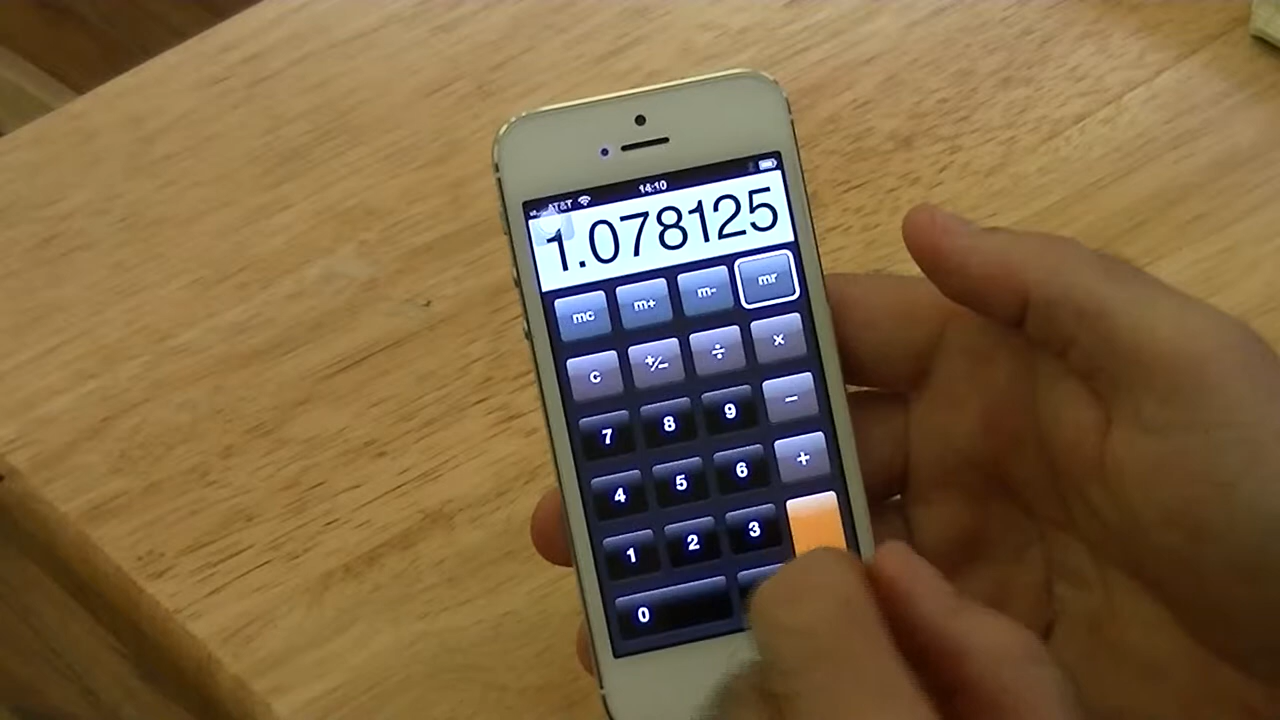 AT&T 14:10
1.078125
mc m+ m- mr
c +/− ÷ ×
7 8 9 −
4 5 6 +
1 2 3
0